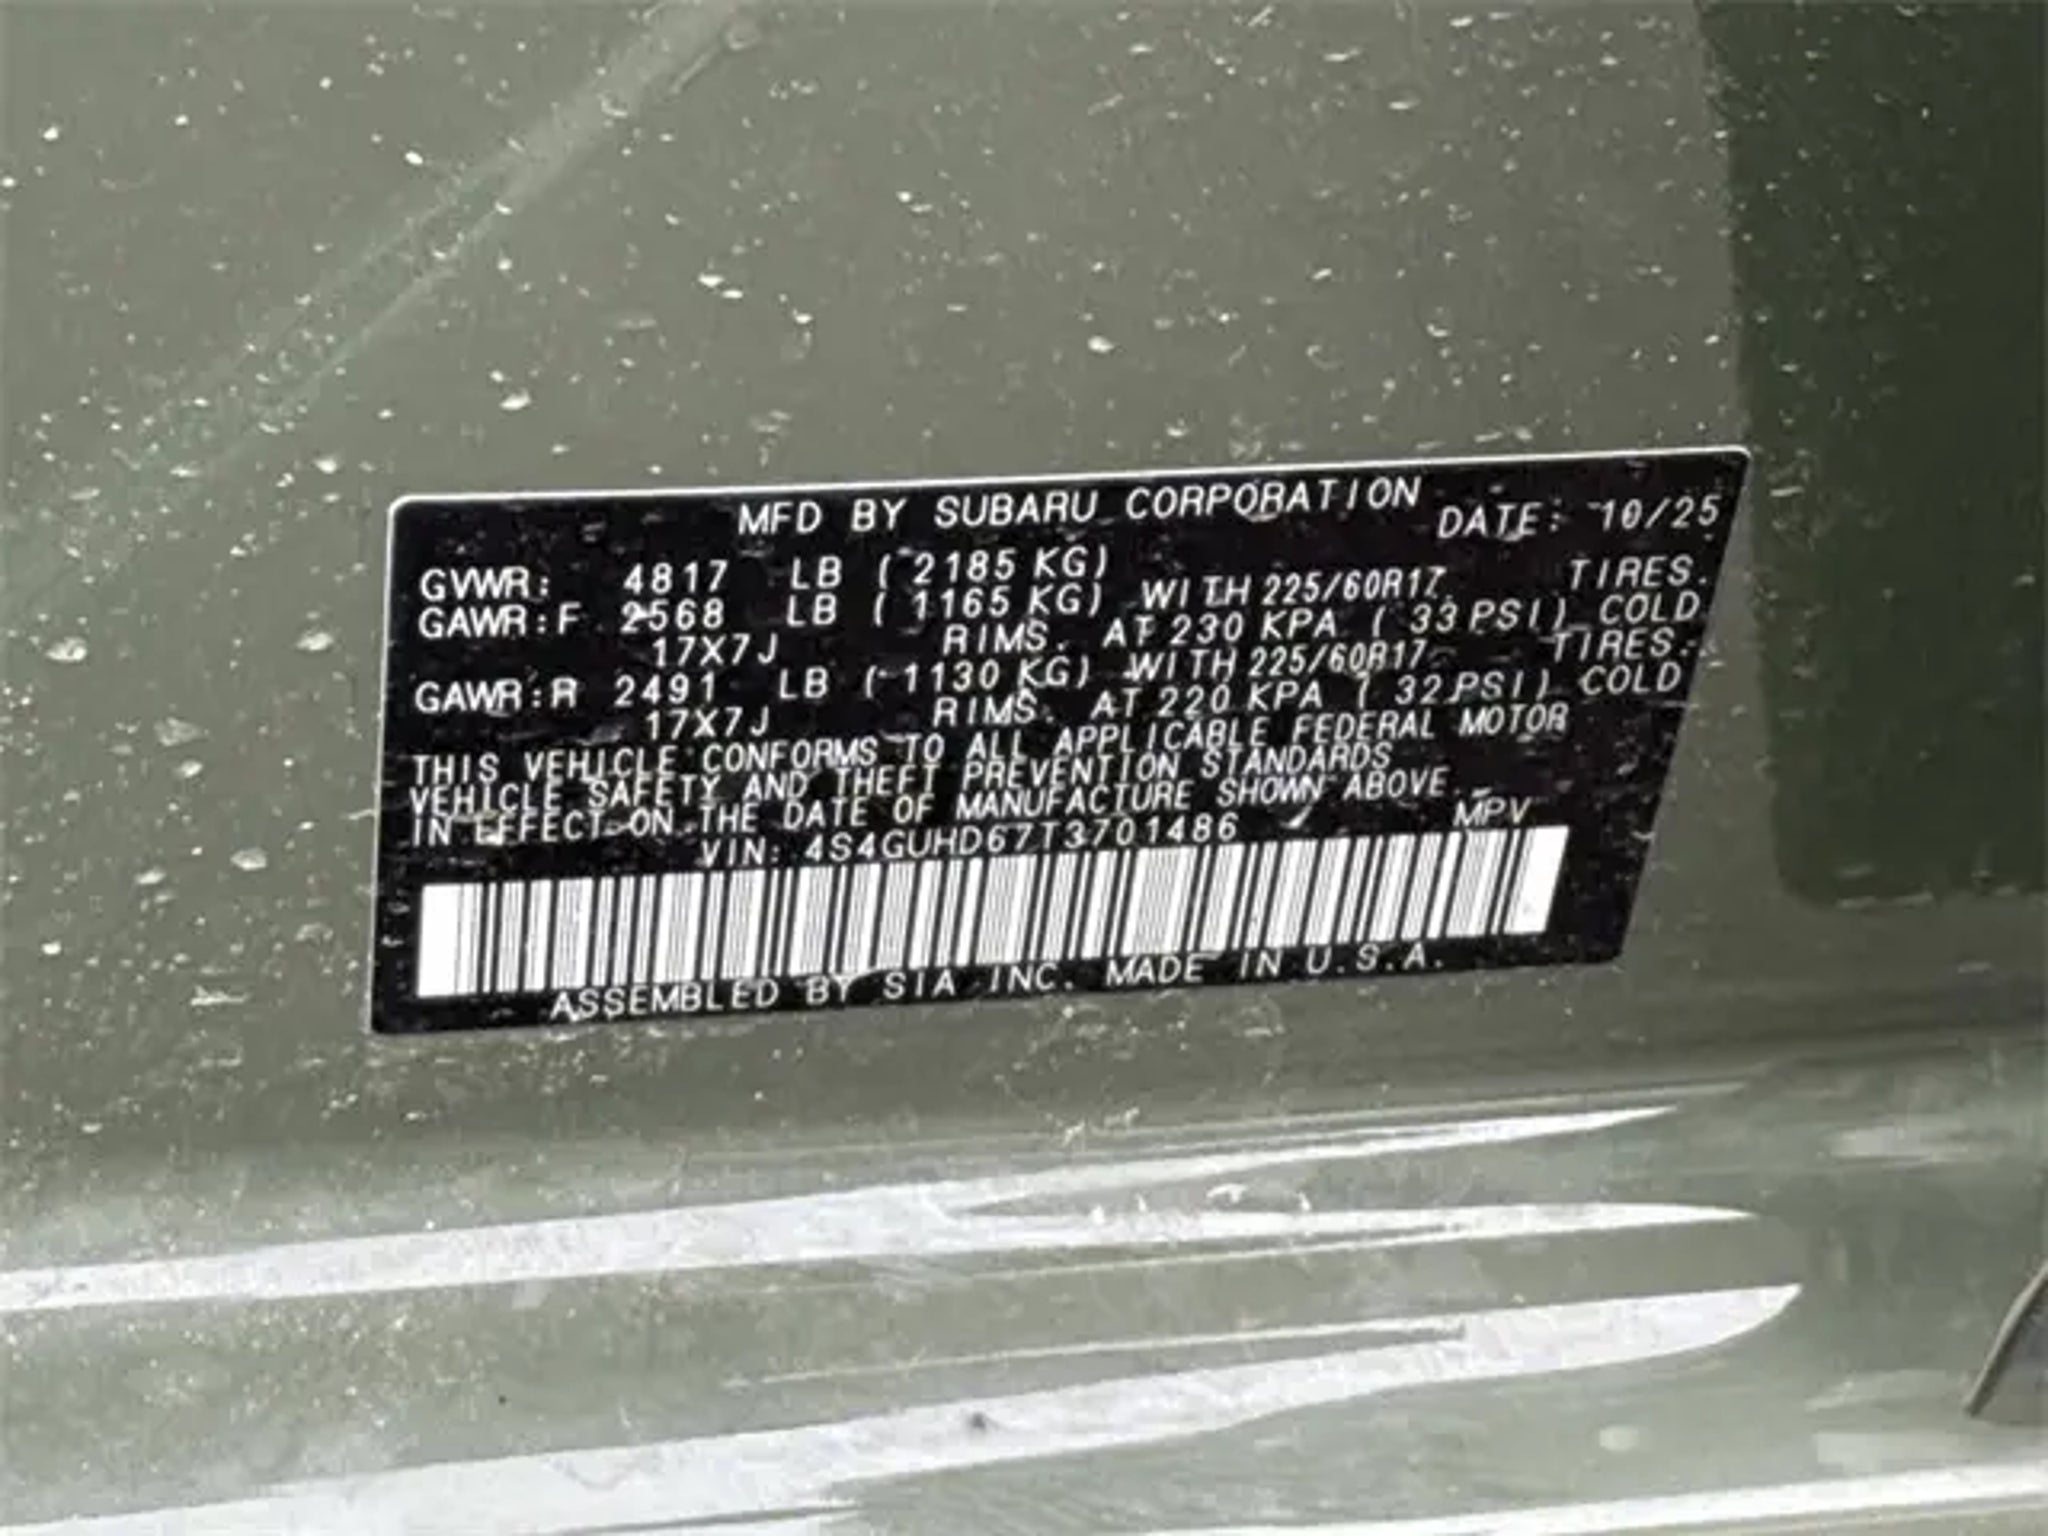 MFD BY SUBARU CORPORATION DATE: 10/25
GVWR: 4817 LB ( 2185 KG)
GAWR:F 2568 LB ( 1165 KG) WITH 225/60R17 TIRES.
17X7J RIMS. AT 230 KPA ( 33 PSI) COLD
GAWR:R 2491 LB ( 1130 KG) WITH 225/60R17 TIRES.
17X7J RIMS. AT 220 KPA ( 32 PSI) COLD
THIS VEHICLE CONFORMS TO ALL APPLICABLE FEDERAL MOTOR
VEHICLE SAFETY AND THEFT PREVENTION STANDARDS
IN EFFECT ON THE DATE OF MANUFACTURE SHOWN ABOVE.
VIN: 4S4GUHD67T3701486 MPV
ASSEMBLED BY SIA INC. MADE IN U.S.A.